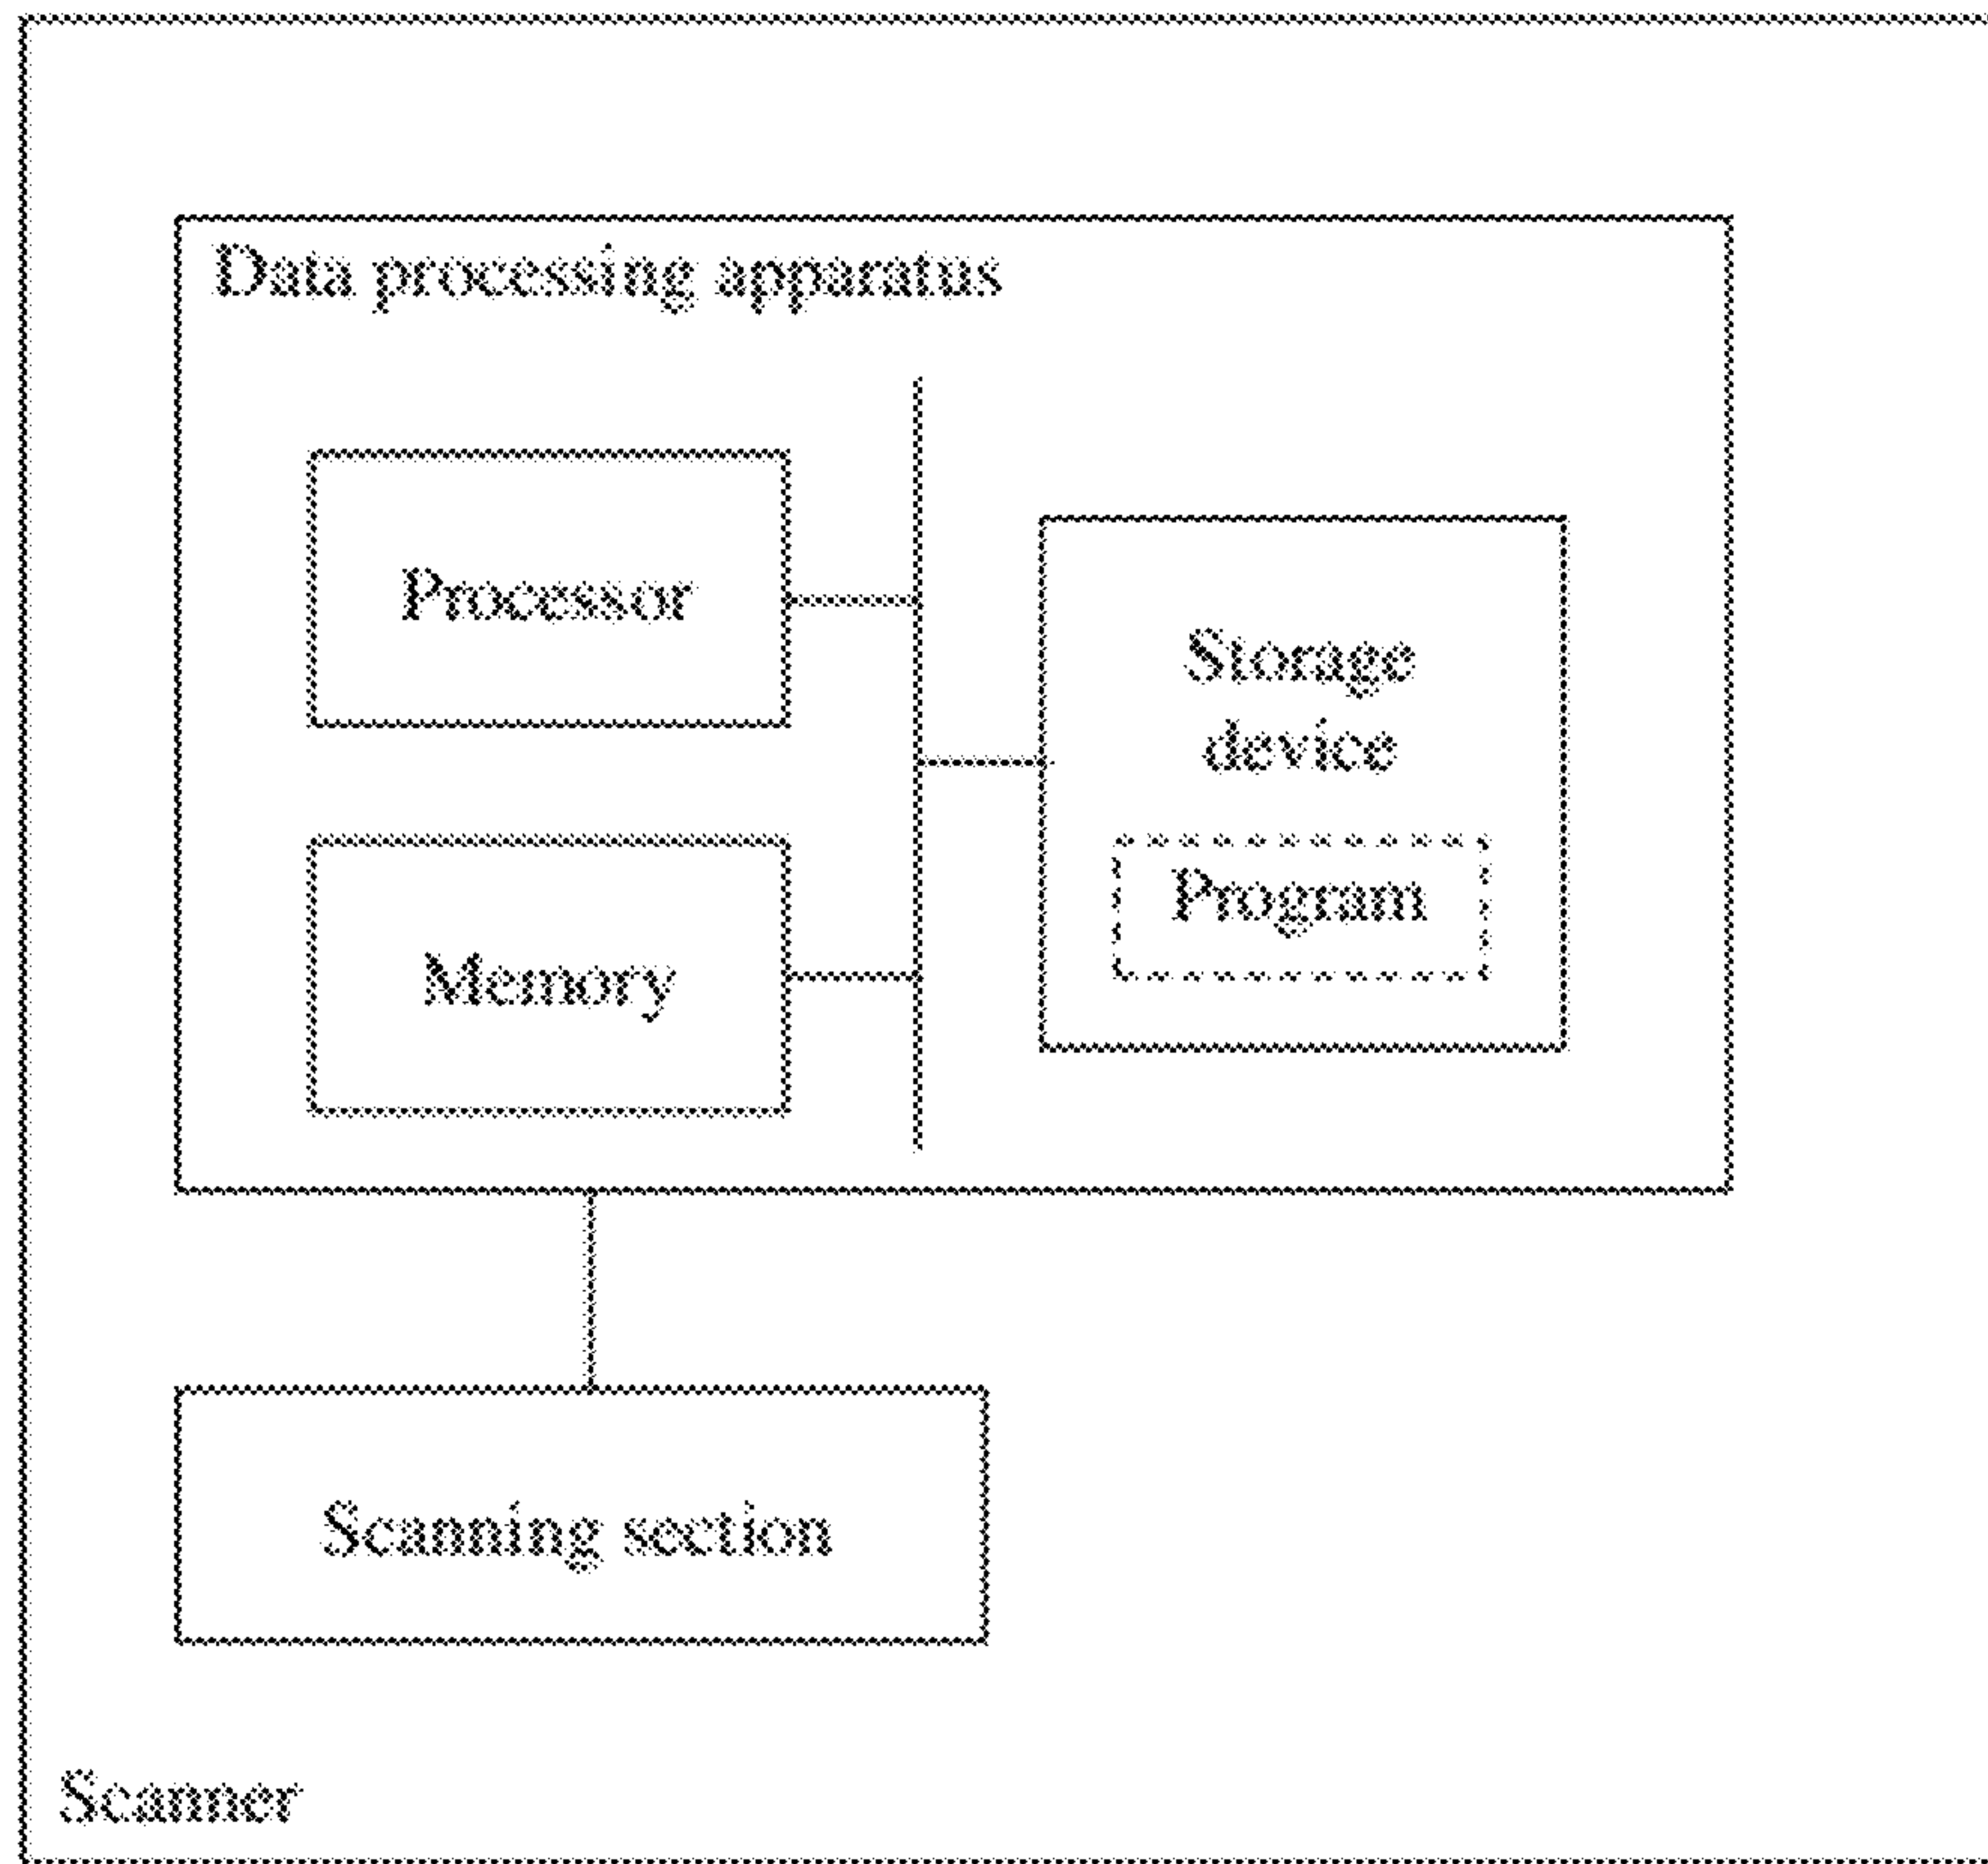 Data processing apparatus
Processor
Storage
device
Program
Memory
Scanning section
Scanner